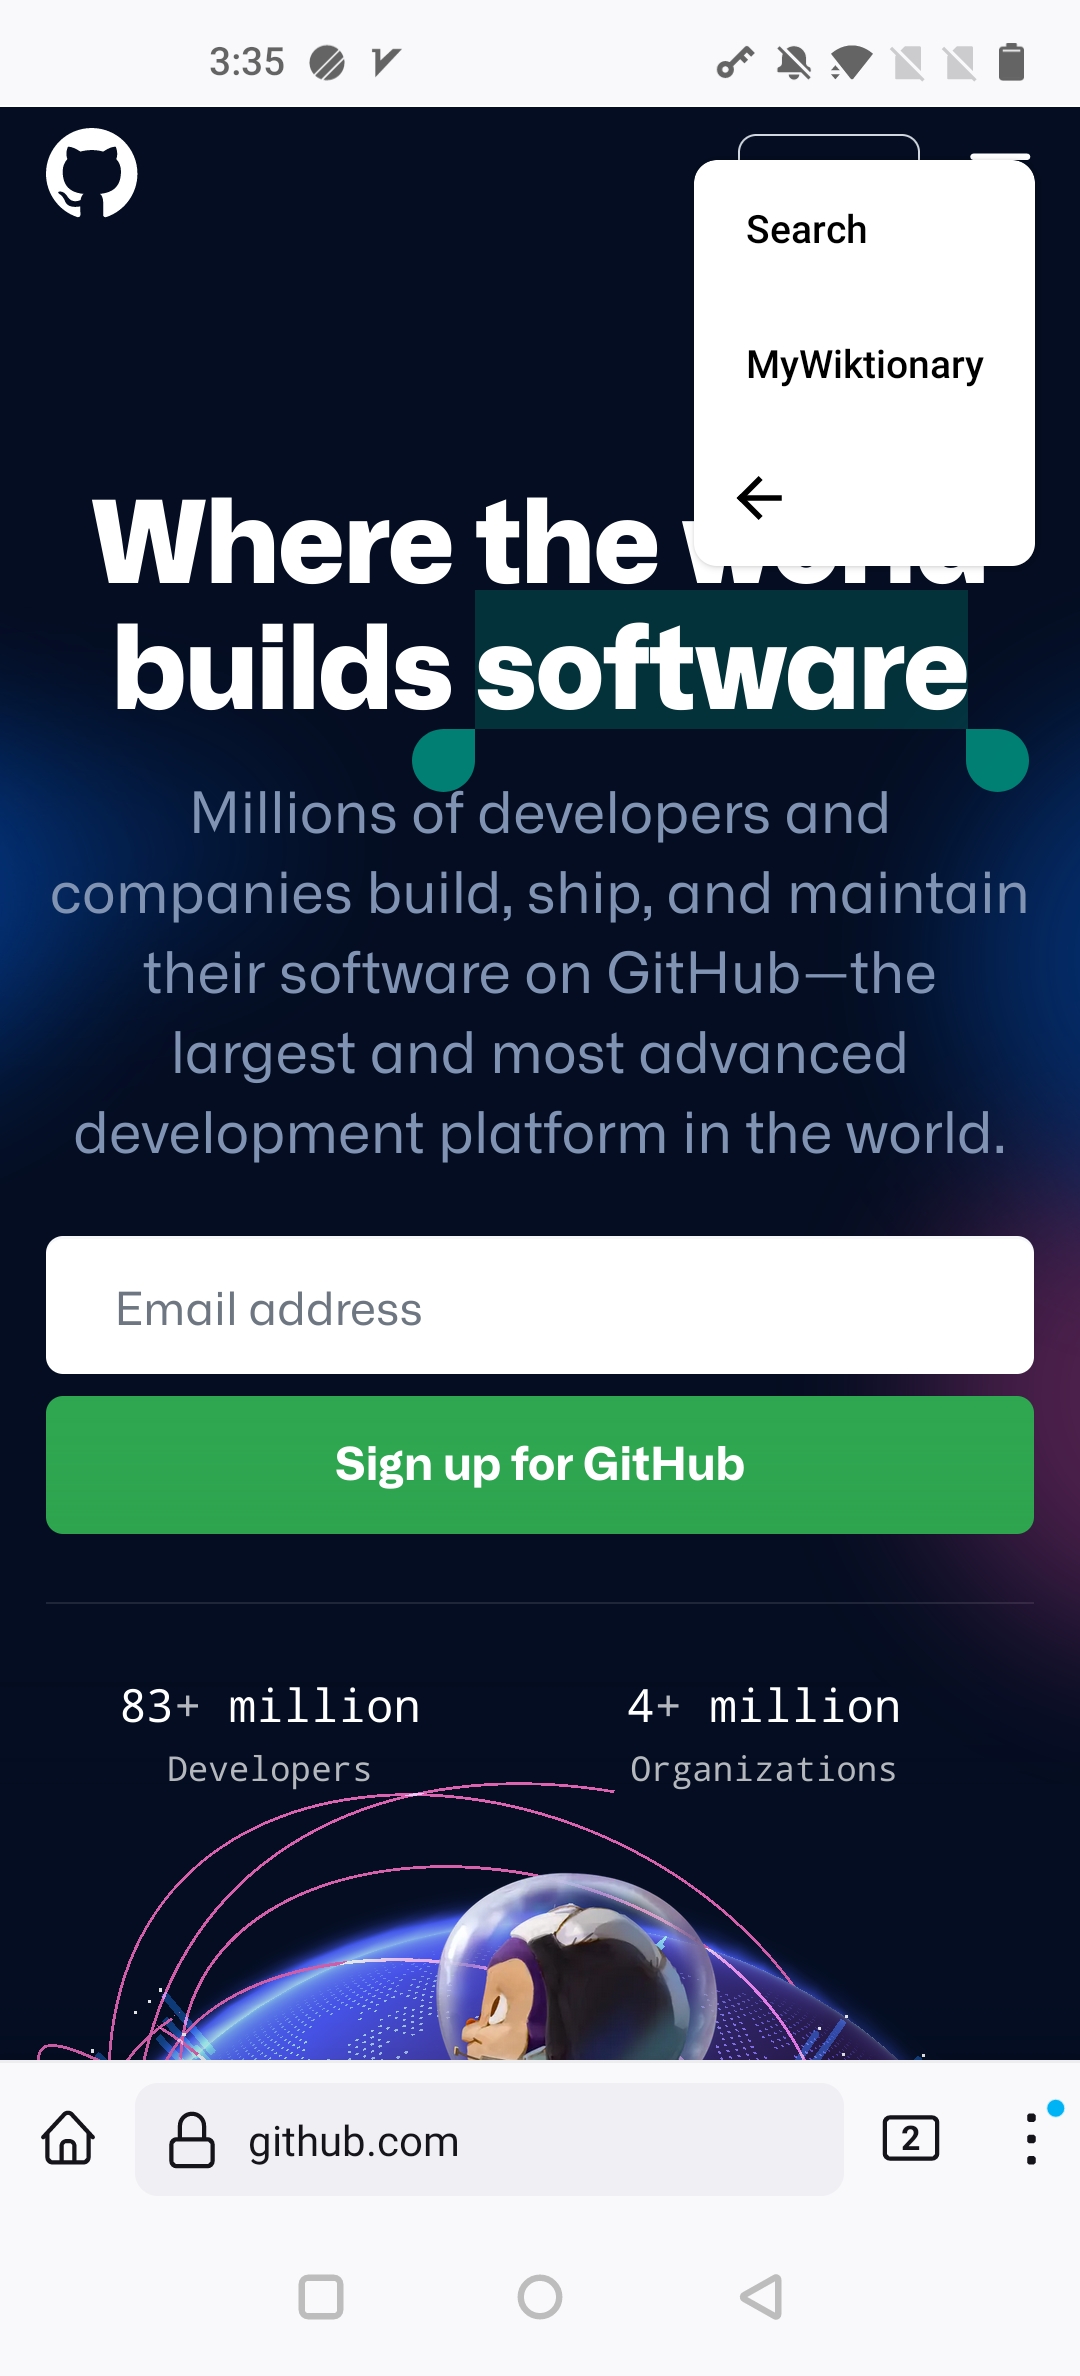 3:35
Search
MyWiktionary
Where the world
builds software
Millions of developers and
companies build, ship, and maintain
their software on GitHub—the
largest and most advanced
development platform in the world.
Email address
Sign up for GitHub
83+ million
Developers
4+ million
Organizations
github.com
2